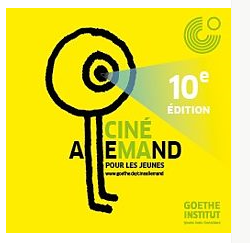 10e
ÉDITION
CINÉ
ALLEMAND
POUR LES JEUNES
www.goethe.de/cineallemand
GOETHE
INSTITUT